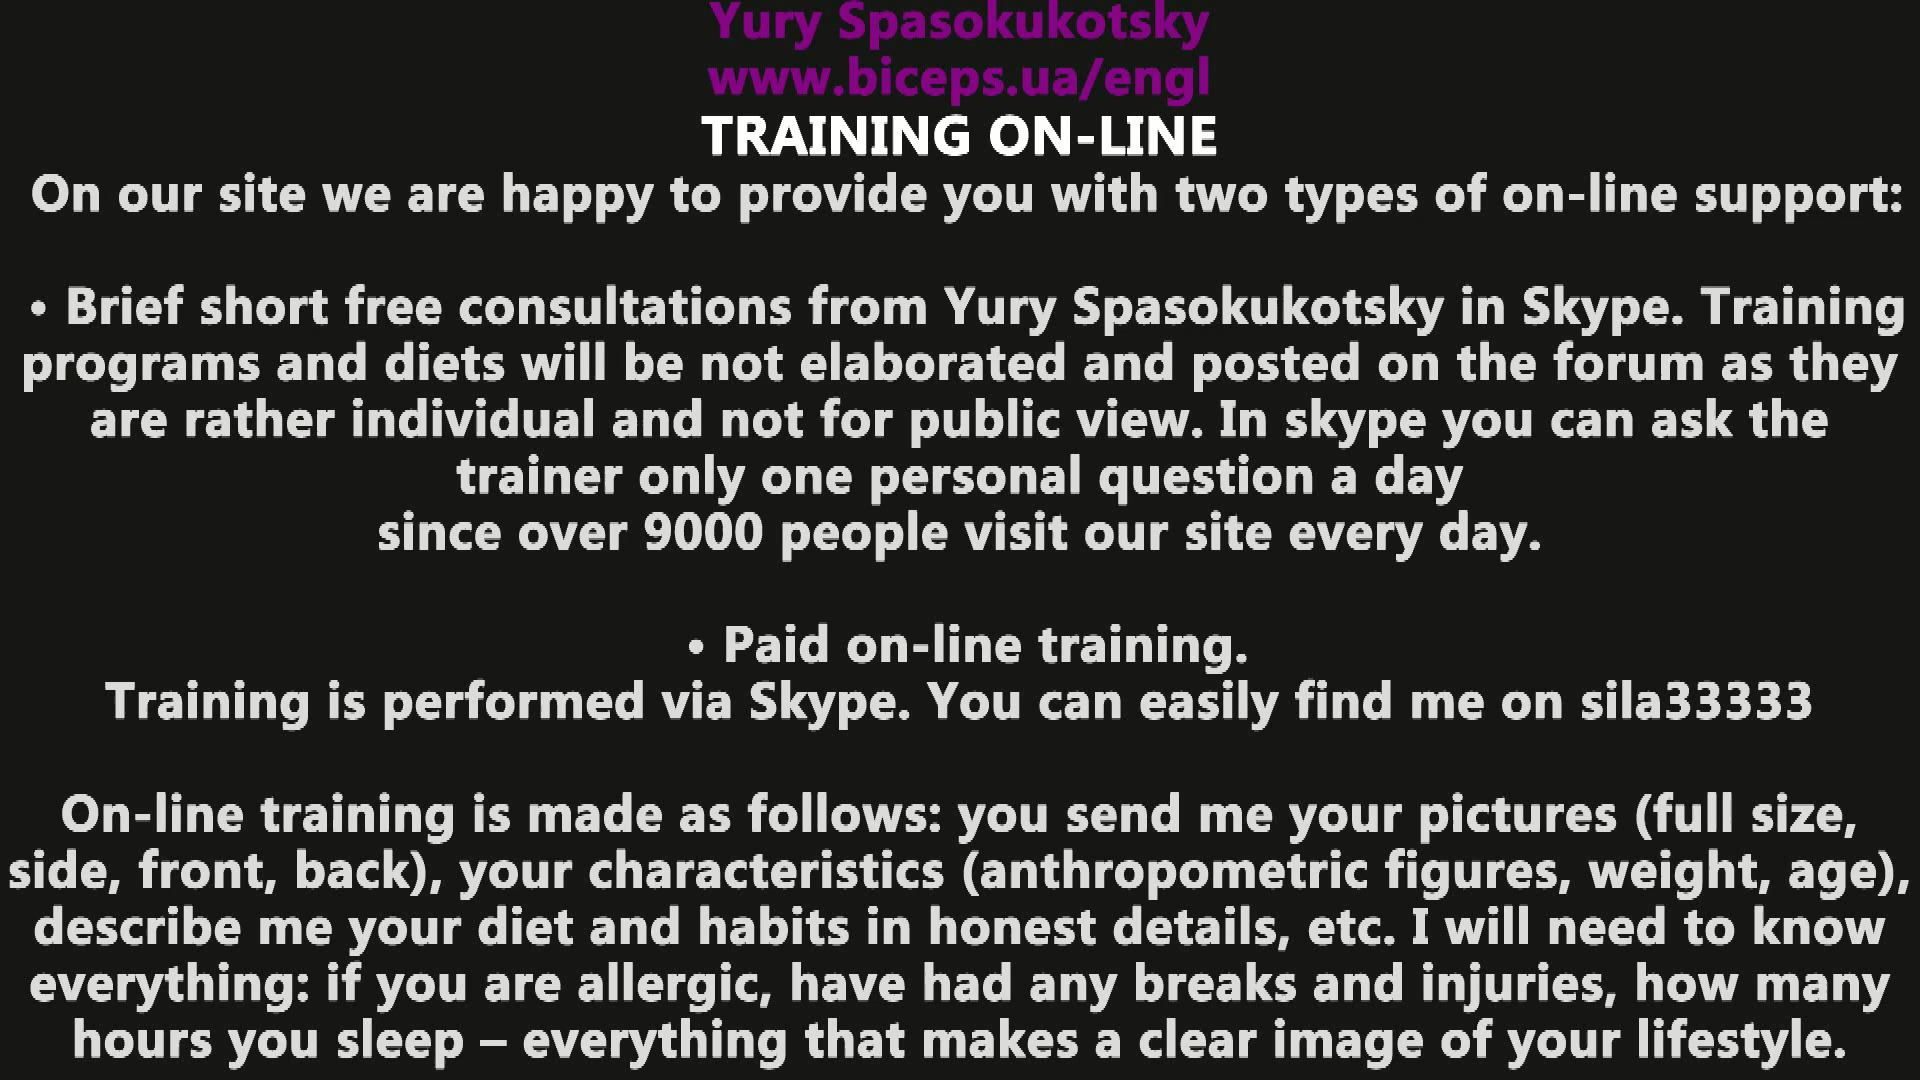 Yury Spasokukotsky
www.biceps.ua/engl
TRAINING ON-LINE
On our site we are happy to provide you with two types of on-line support:
• Brief short free consultations from Yury Spasokukotsky in Skype. Training
programs and diets will be not elaborated and posted on the forum as they
are rather individual and not for public view. In skype you can ask the
trainer only one personal question a day
since over 9000 people visit our site every day.
• Paid on-line training.
Training is performed via Skype. You can easily find me on sila33333
On-line training is made as follows: you send me your pictures (full size,
side, front, back), your characteristics (anthropometric figures, weight, age),
describe me your diet and habits in honest details, etc. I will need to know
everything: if you are allergic, have had any breaks and injuries, how many
hours you sleep – everything that makes a clear image of your lifestyle.